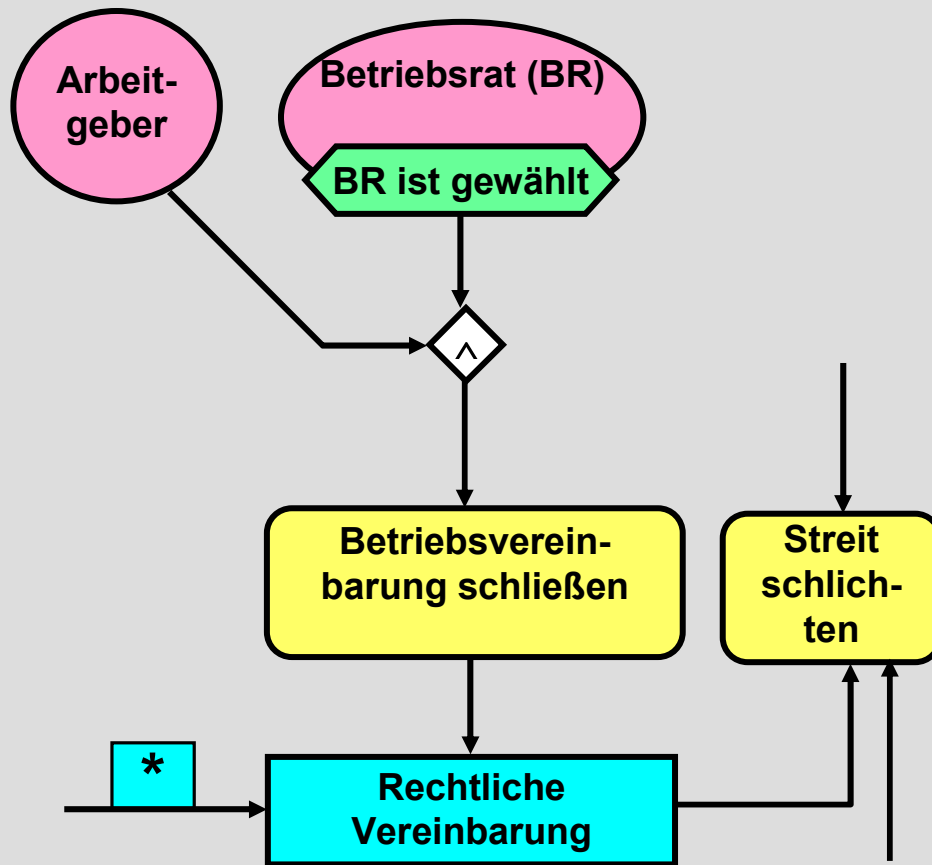 Arbeit-
geber
Betriebsrat (BR)
BR ist gewählt
^
Betriebsverein-
barung schließen
Streit
schlich-
ten
*
Rechtliche
Vereinbarung